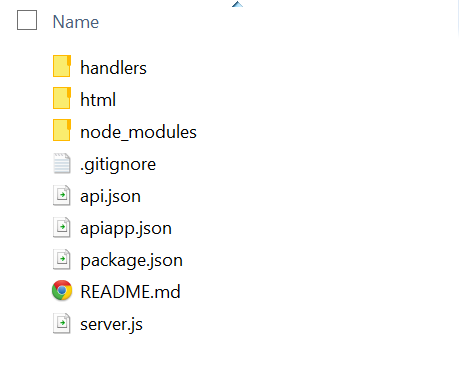 Name
handlers
html
node_modules
.gitignore
api.json
apiapp.json
package.json
README.md
server.js